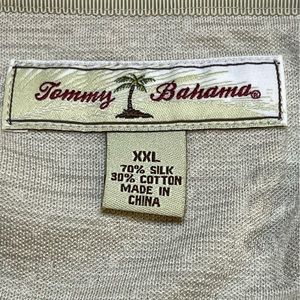 Tommy Bahama®
XXL
70% SILK
30% COTTON
MADE IN
CHINA